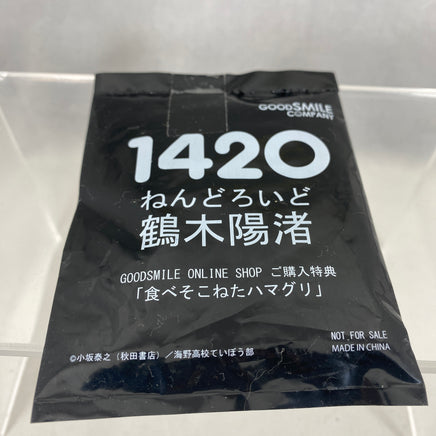 GOODSMILE
COMPANY
1420
ねんどろいど
鶴木陽渚
GOODSMILE ONLINE SHOP ご購入特典
「食べそこねたハマグリ」
NOT FOR SALE
MADE IN CHINA
©小坂泰之（秋田書店）／海野高校ていぼう部